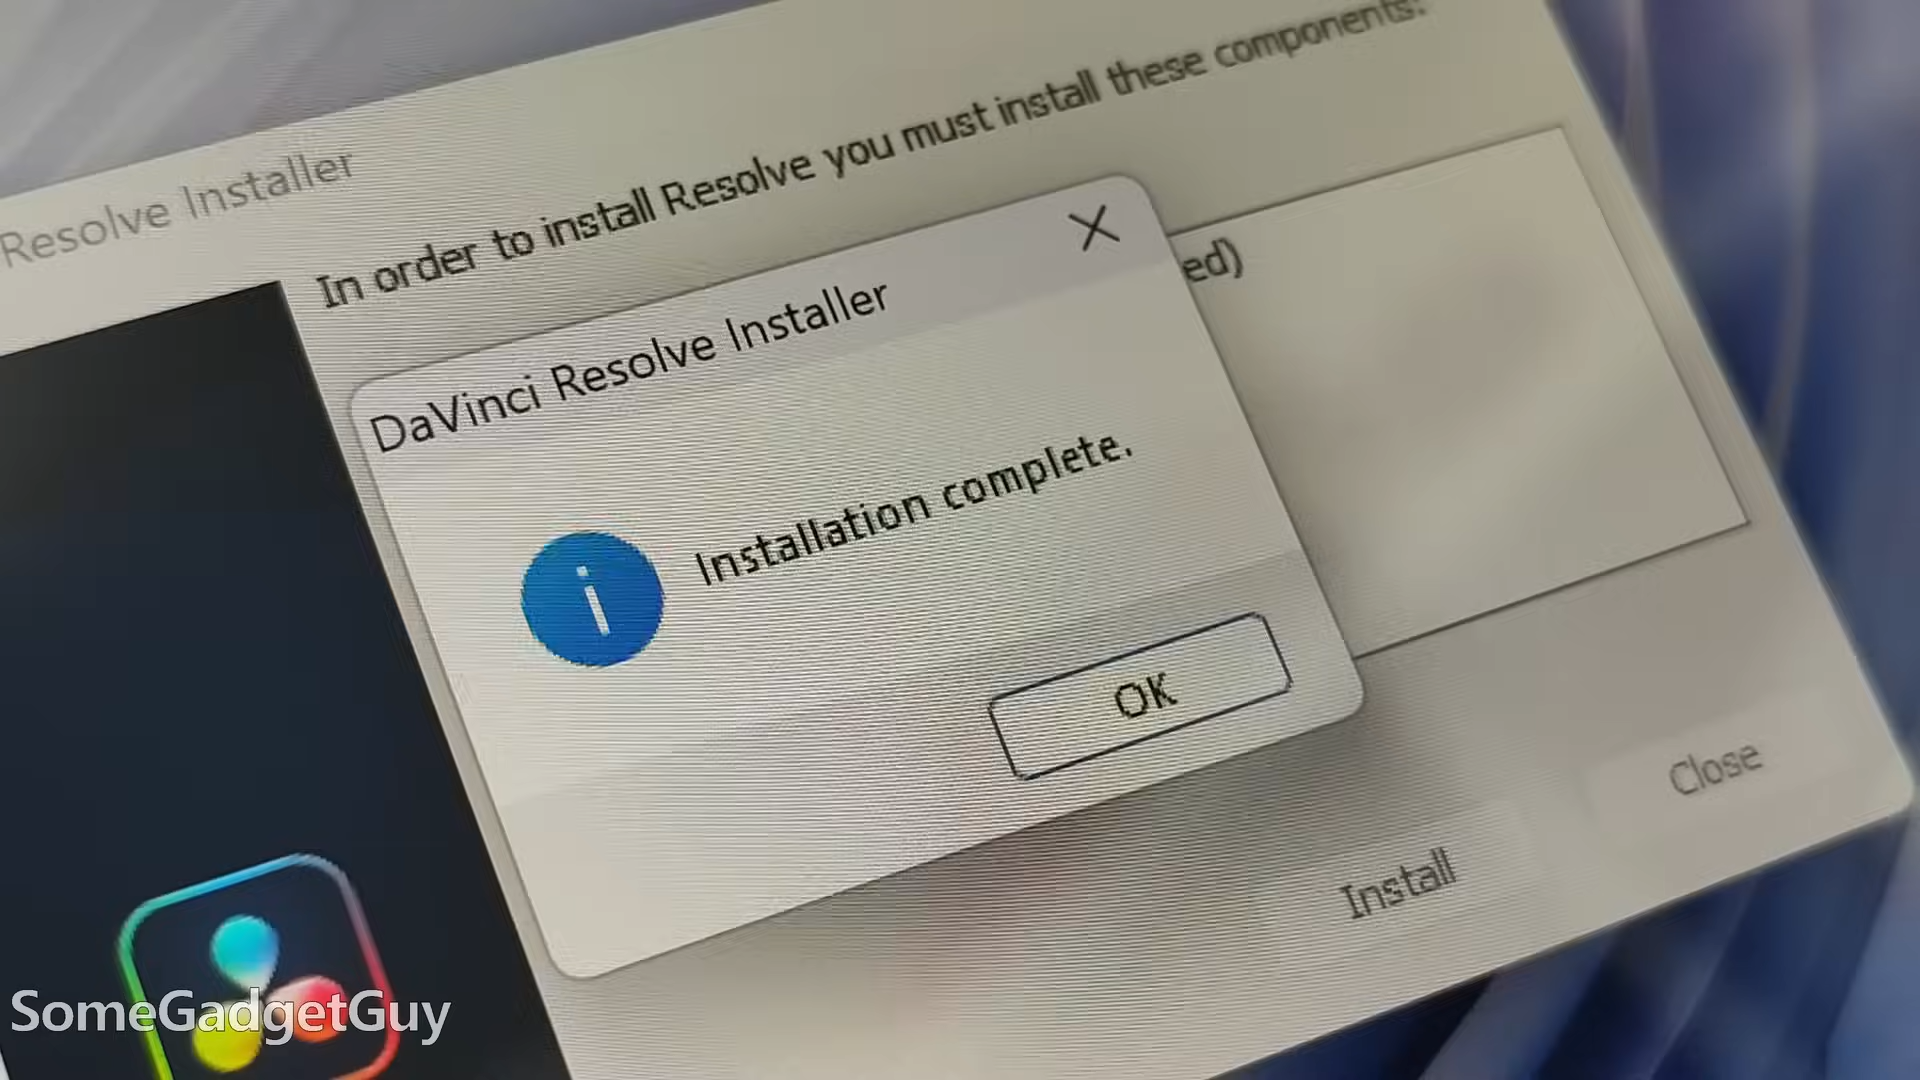 Resolve Installer
In order to install Resolve you must install these components:
ed)
DaVinci Resolve Installer
Installation complete.
OK
Close
Install
SomeGadgetGuy